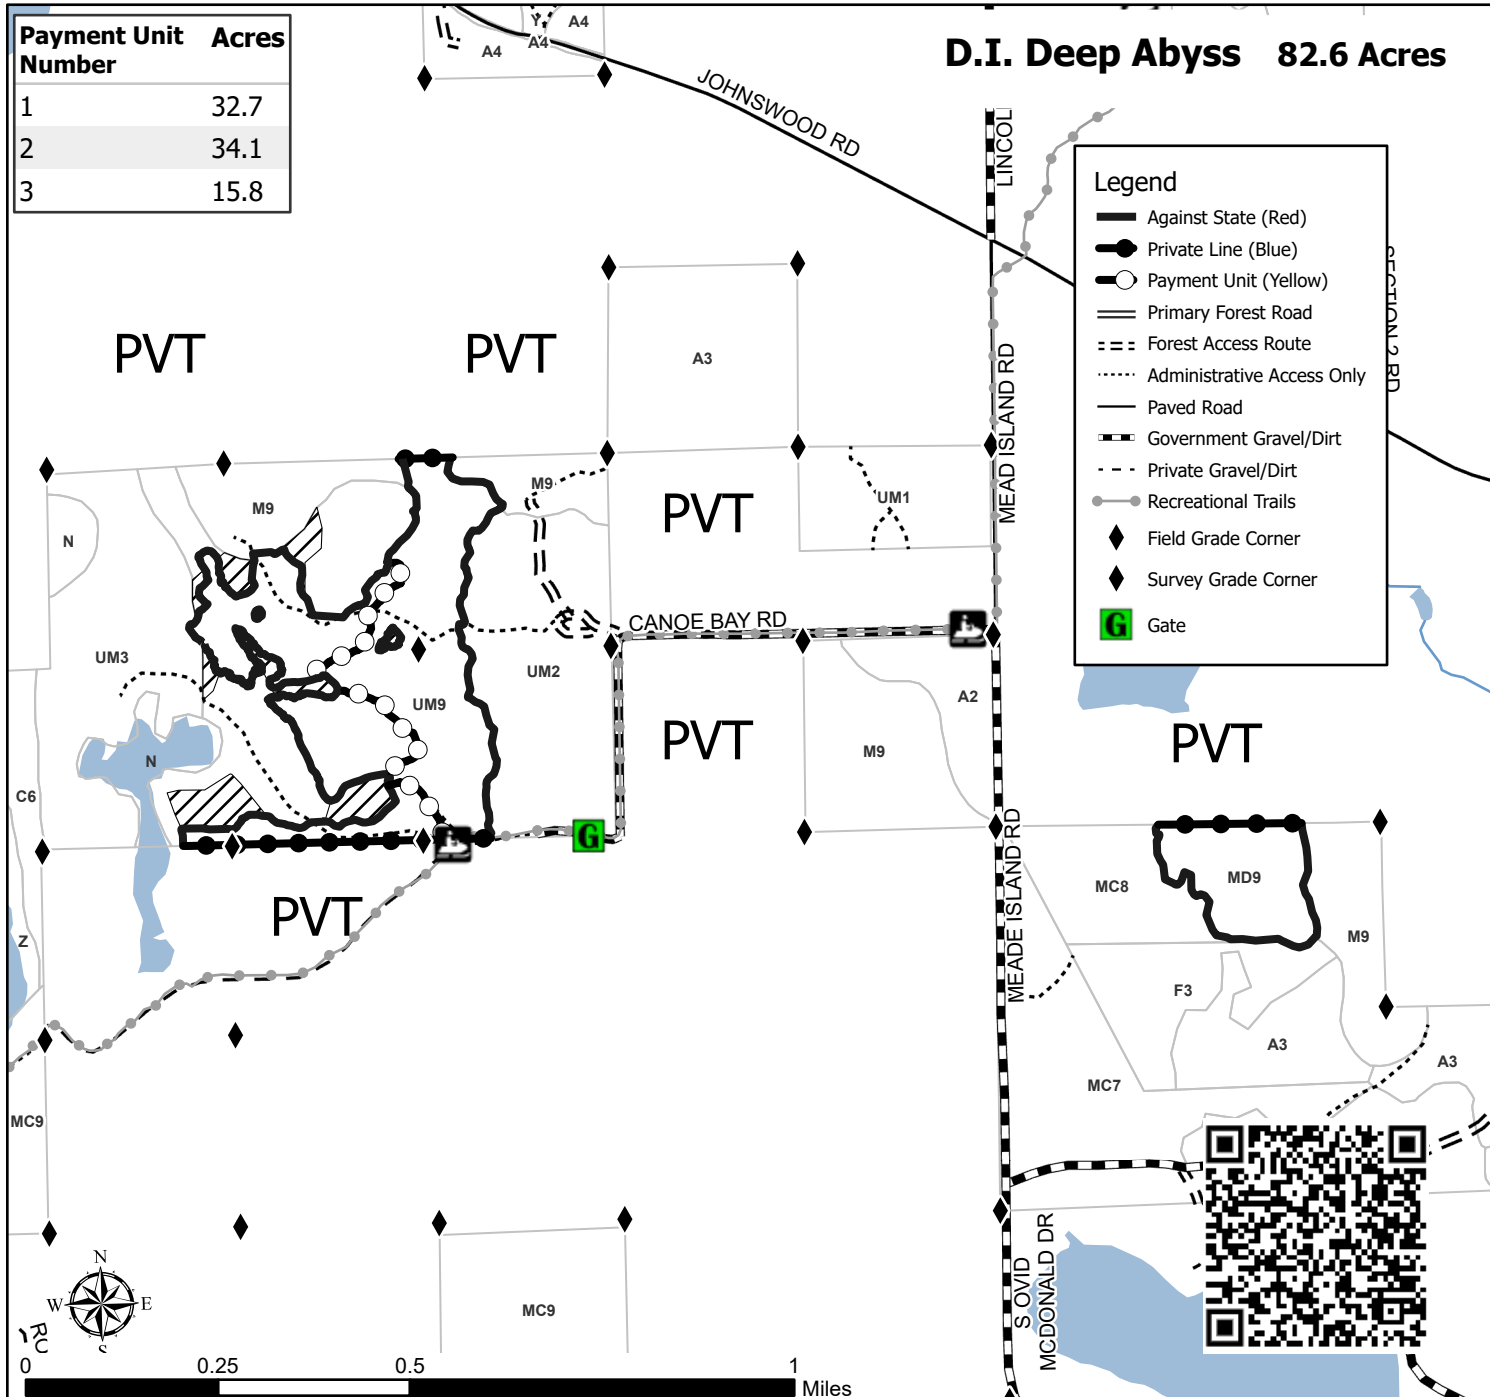 Payment Unit Number Acres
1 32.7
2 34.1
3 15.8
D.I. Deep Abyss 82.6 Acres
Y
A4
A4
A4
JOHNSWOOD RD
LINCOL
Legend
Against State (Red)
Private Line (Blue)
Payment Unit (Yellow)
Primary Forest Road
Forest Access Route
Administrative Access Only
Paved Road
Government Gravel/Dirt
Private Gravel/Dirt
Recreational Trails
Field Grade Corner
Survey Grade Corner
G Gate
SECTION 2 RD
PVT
PVT
A3
MEAD ISLAND RD
M9
M9
PVT
UM1
N
CANOE BAY RD
UM3
UM2
UM9
A2
PVT
M9
PVT
N
C6
G
MEADE ISLAND RD
MC8
MD9
M9
PVT
Z
F3
A3
A3
MC7
MC9
S OVID
MCDONALD DR
MC9
N
W E
S
RC
0 0.25 0.5 1
Miles